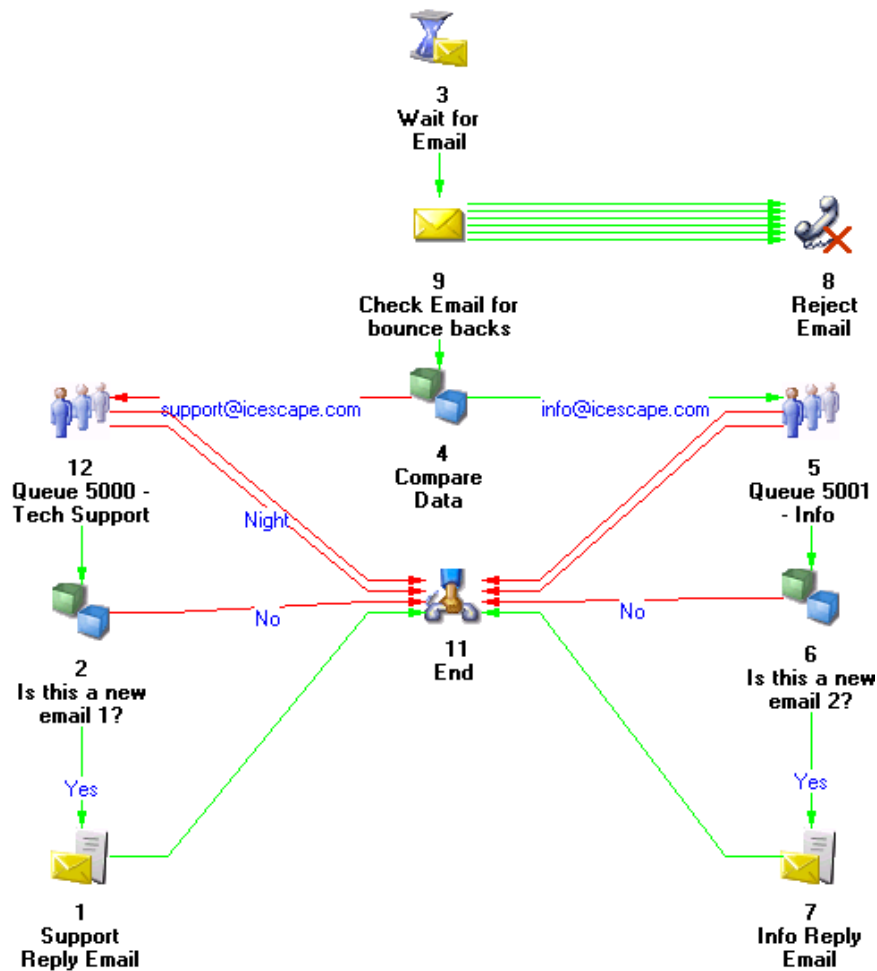 3
Wait for
Email
9
Check Email for
bounce backs
8
Reject
Email
support@icescape.com
info@icescape.com
4
Compare
Data
12
Queue 5000 -
Tech Support
5
Queue 5001
- Info
Night
No
No
11
End
2
Is this a new
email 1?
6
Is this a new
email 2?
Yes
Yes
1
Support
Reply Email
7
Info Reply
Email